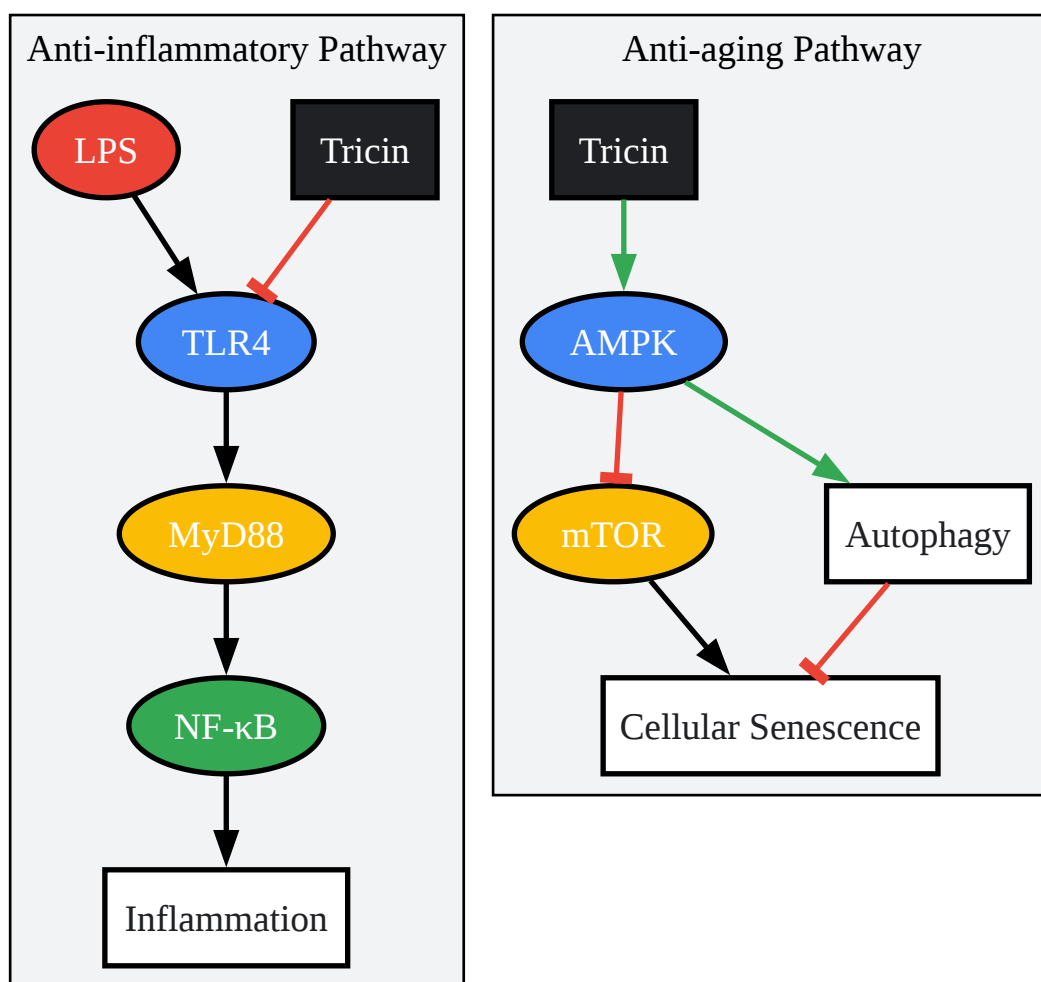 Anti-inflammatory Pathway
LPS
Tricin
TLR4
MyD88
NF-κB
Inflammation
Anti-aging Pathway
Tricin
AMPK
mTOR
Autophagy
Cellular Senescence